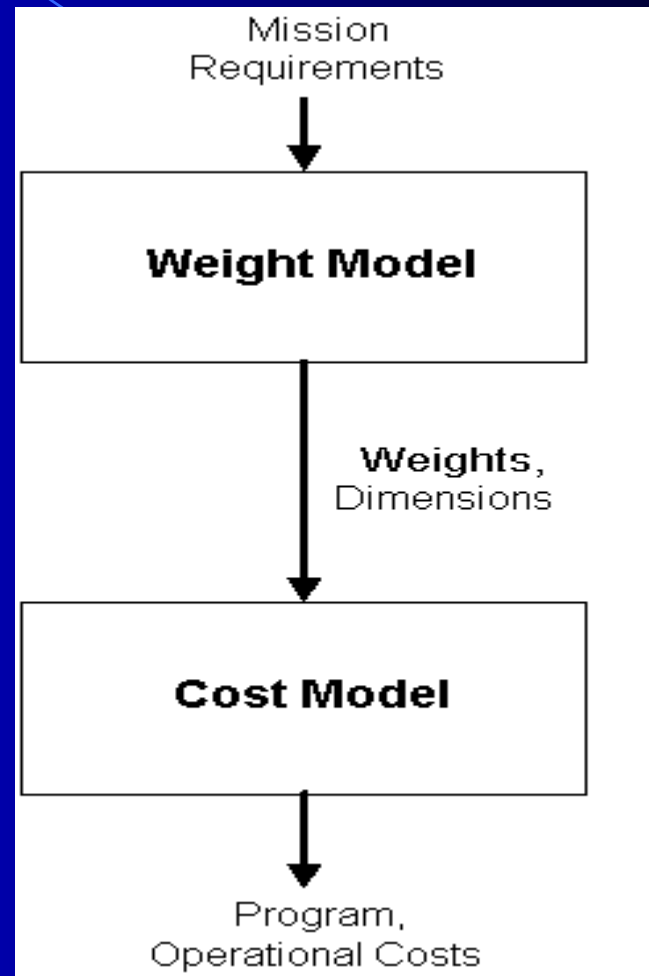 Mission
Requirements
Weight Model
Weights,
Dimensions
Cost Model
Program,
Operational Costs